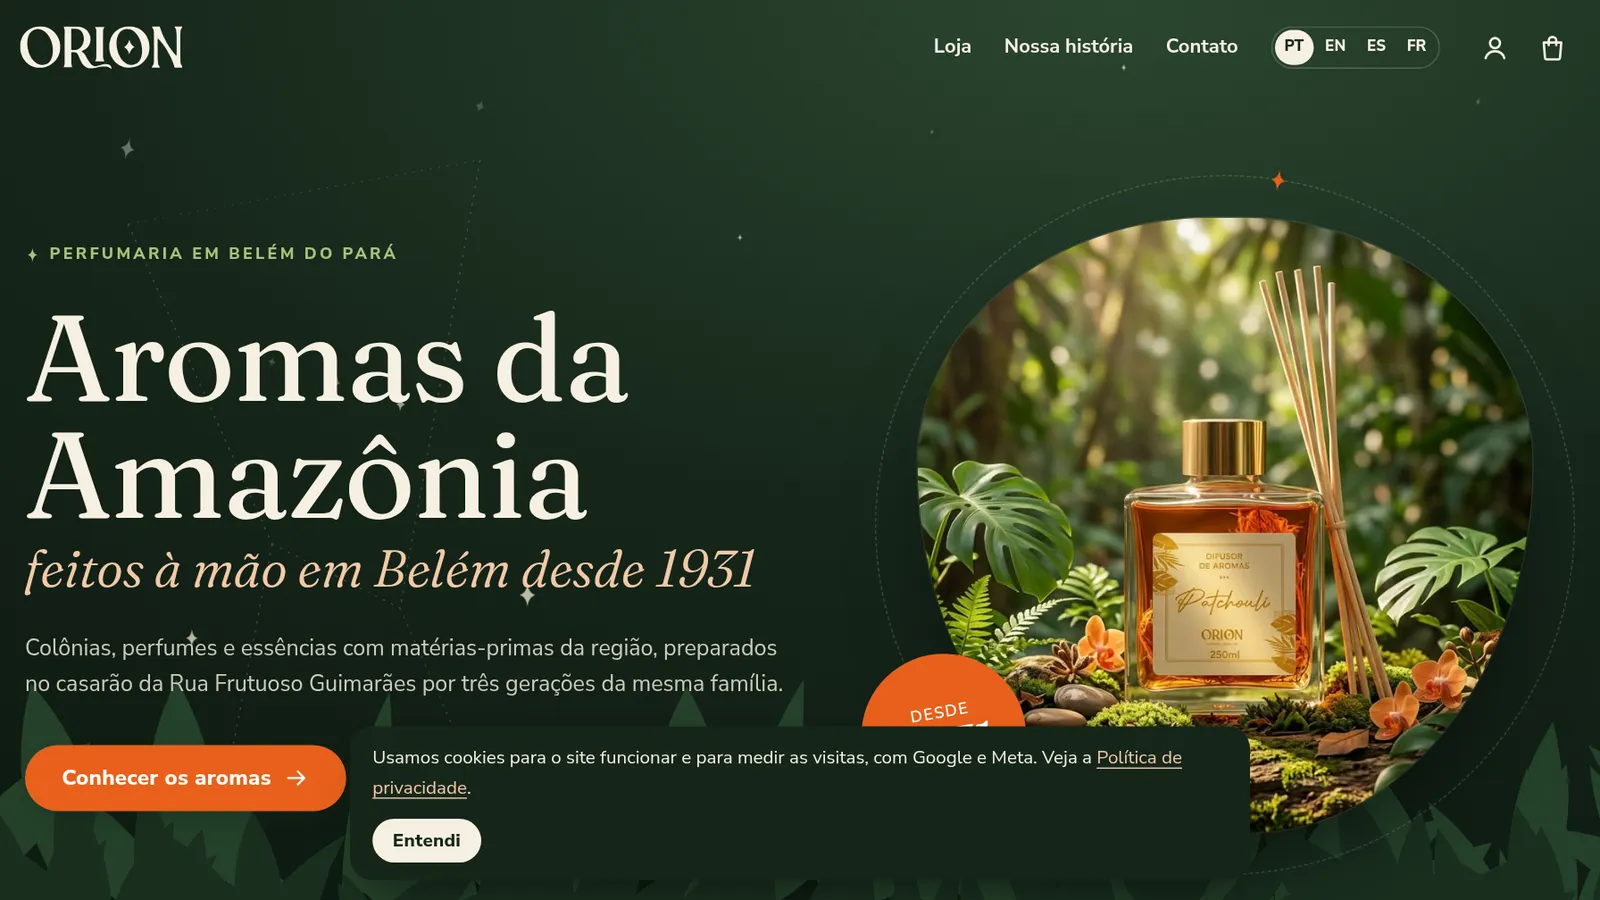 ORION
Loja
Nossa história
Contato
PT EN ES FR
PERFUMARIA EM BELÉM DO PARÁ
Aromas da
Amazônia
feitos à mão em Belém desde 1931
Colônias, perfumes e essências com matérias-primas da região, preparados
no casarão da Rua Frutuoso Guimarães por três gerações da mesma família.
Conhecer os aromas
DIFUSOR
DE AROMAS
Patchouli
ORION
250ml
DESDE
Usamos cookies para o site funcionar e para medir as visitas, com Google e Meta. Veja a Política de
privacidade.
Entendi